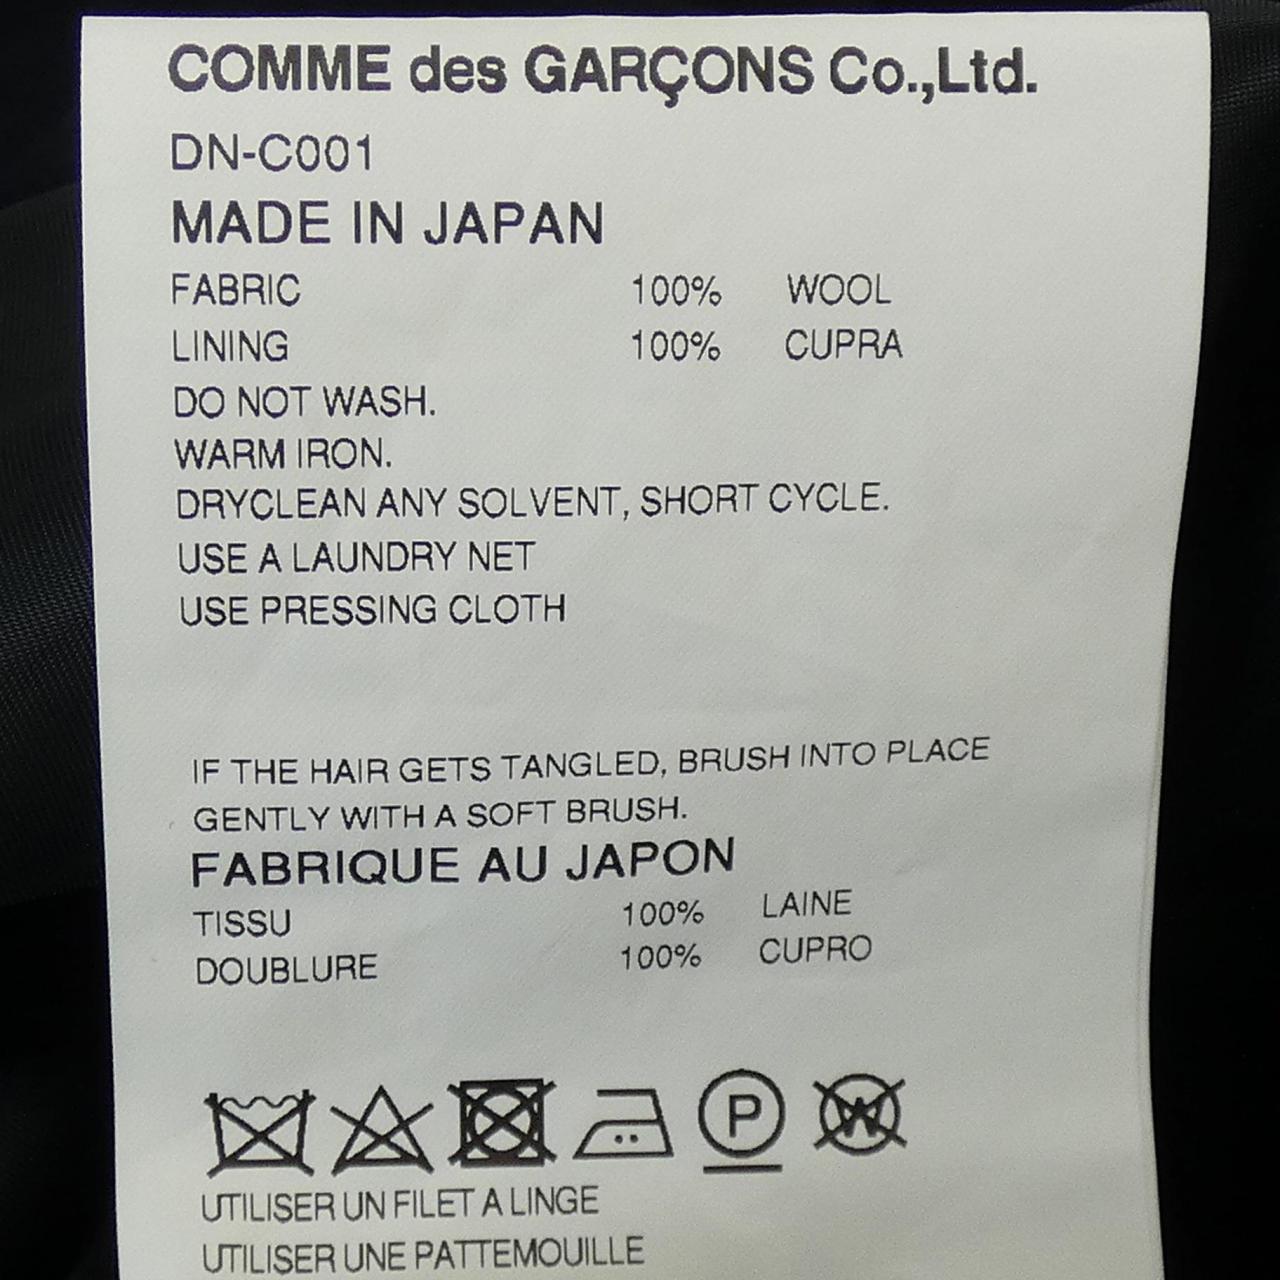 COMME des GARÇONS Co.,Ltd.
DN-C001
MADE IN JAPAN
FABRIC 100% WOOL
LINING 100% CUPRA
DO NOT WASH.
WARM IRON.
DRYCLEAN ANY SOLVENT, SHORT CYCLE.
USE A LAUNDRY NET
USE PRESSING CLOTH
IF THE HAIR GETS TANGLED, BRUSH INTO PLACE
GENTLY WITH A SOFT BRUSH.
FABRIQUE AU JAPON
TISSU 100% LAINE
DOUBLURE 100% CUPRO
P W
UTILISER UN FILET A LINGE
UTILISER UNE PATTEMOUILLE